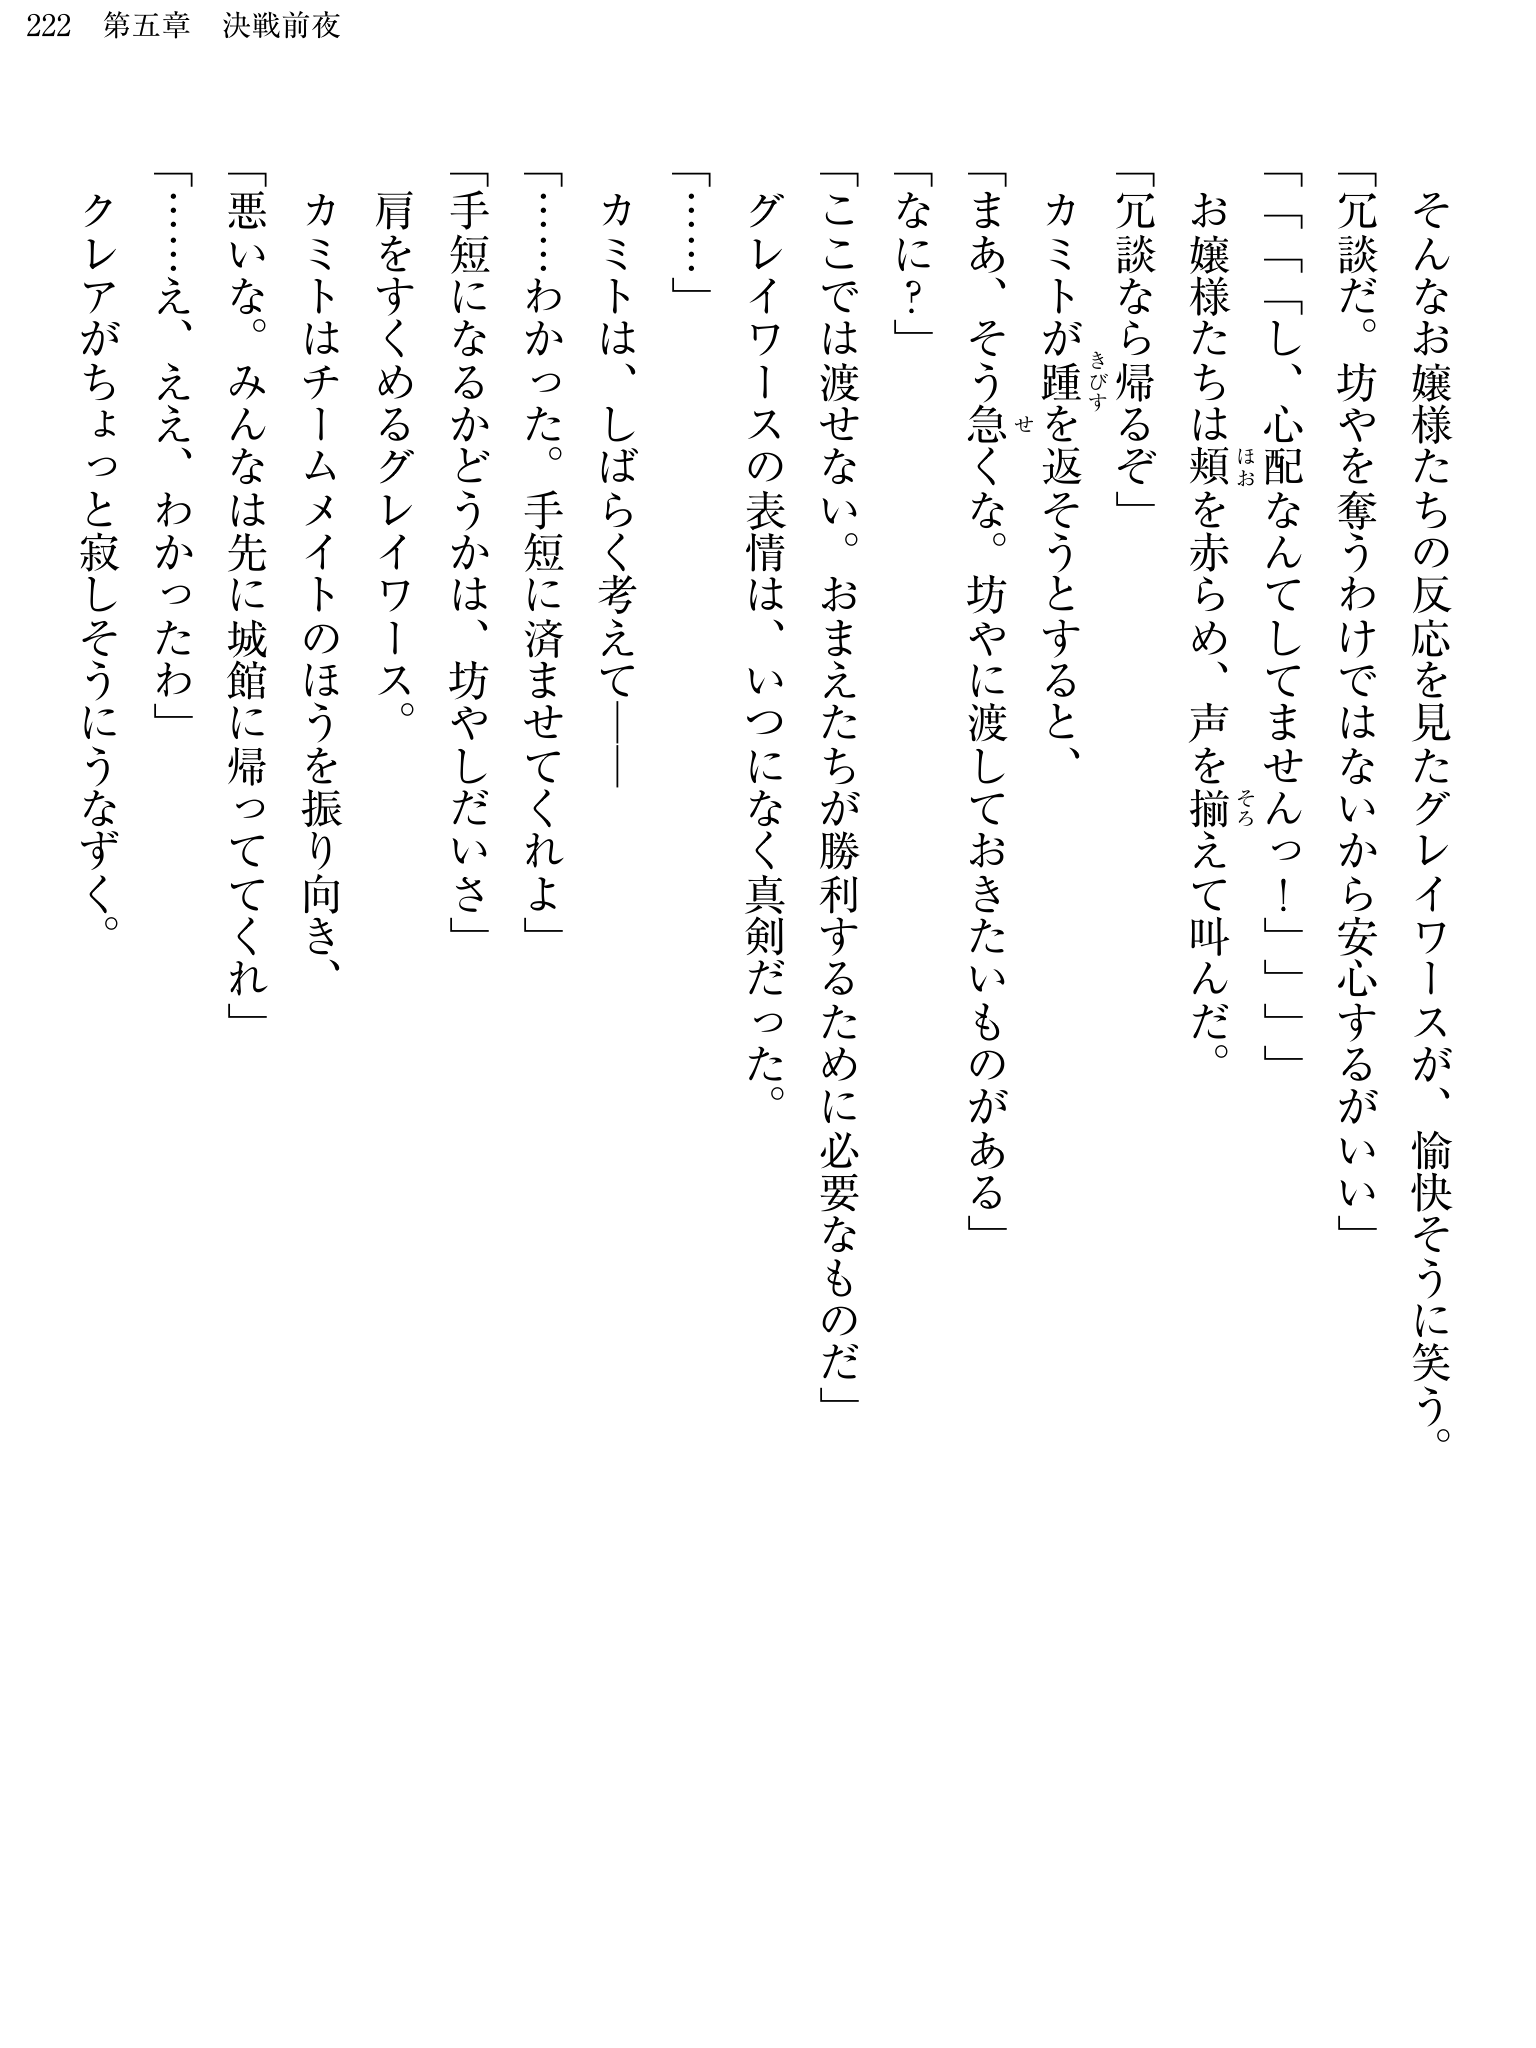 222 第五章 決戦前夜
　そんなお嬢様たちの反応を見たグレイワースが、愉快そうに笑う。
「冗談だ。坊やを奪うわけではないから安心するがいい」
「「「「し、心配なんてしてませんっ！」」」」
　お嬢様たちは頬を赤らめ、声を揃えて叫んだ。
「冗談なら帰るぞ」
　カミトが踵を返そうとすると、
「まあ、そう急くな。坊やに渡しておきたいものがある」
「なに？」
「ここでは渡せない。おまえたちが勝利するために必要なものだ」
　グレイワースの表情は、いつになく真剣だった。
「……」
　カミトは、しばらく考えて――
「……わかった。手短に済ませてくれよ」
「手短になるかどうかは、坊やしだいさ」
　肩をすくめるグレイワース。
　カミトはチームメイトのほうを振り向き、
「悪いな。みんなは先に城館に帰っててくれ」
「……え、ええ、わかったわ」
　クレアがちょっと寂しそうにうなずく。